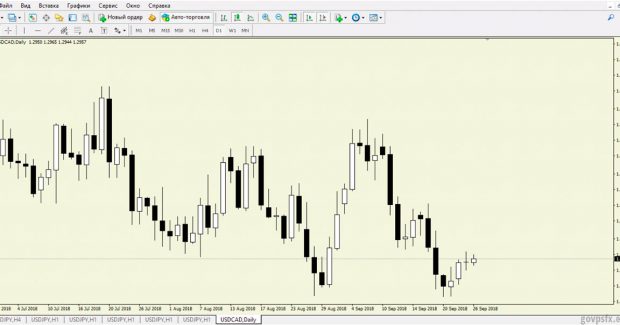 Файл Вид Вставка Графики Сервис Окно Справка
Новый ордер Авто-торговля
M1 M5 M15 M30 H1 H4 D1 W1 MN
USDCAD,Daily 1.2950 1.2965 1.2944 1.2957
2018 4 Jul 2018 10 Jul 2018 16 Jul 2018 20 Jul 2018 26 Jul 2018 1 Aug 2018 7 Aug 2018 13 Aug 2018 17 Aug 2018 23 Aug 2018 29 Aug 2018 4 Sep 2018 10 Sep 2018 14 Sep 2018 20 Sep 2018 26 Sep 2018
USDJPY,H1 USDJPY,H1 USDJPY,H1 USDJPY,H1 USDJPY,H1 USDCAD,Daily